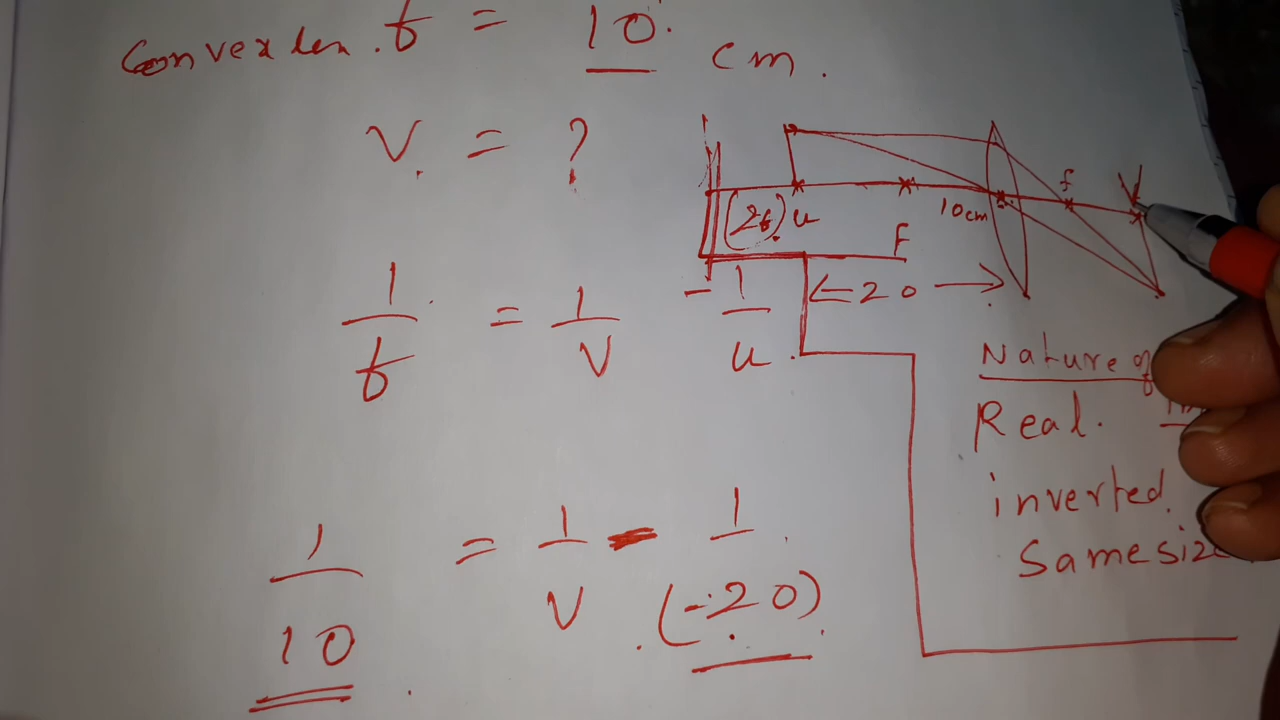 Convex len. f = 10 cm.
V = ?
f V
10cm
(2f) u F
20
1/f = 1/V - 1/u
Nature of
Real.
inverted.
Same size
1/10 = 1/V - 1/(-20)